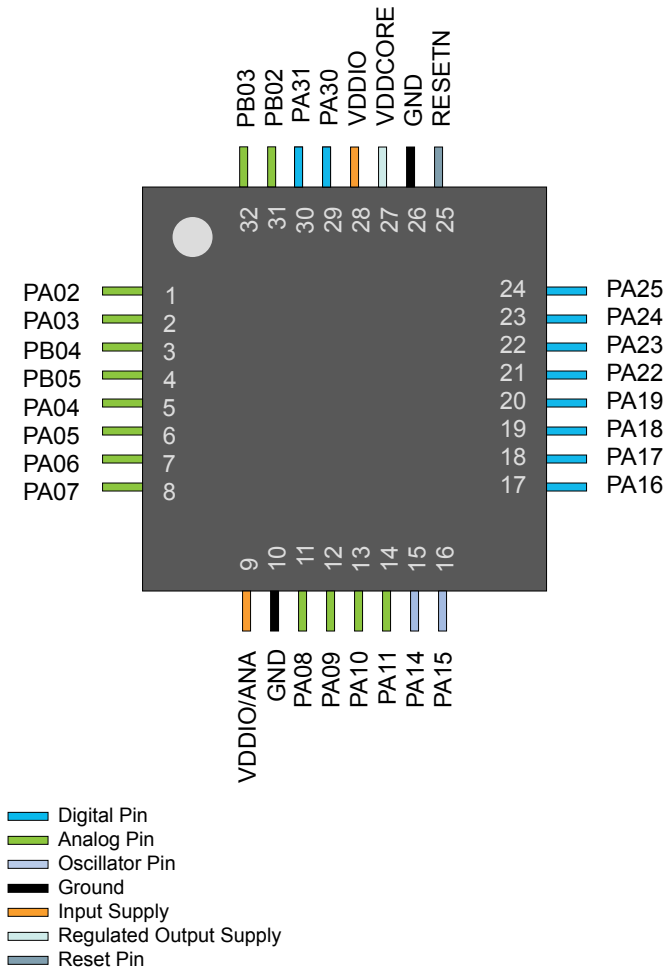 PB03 PB02 PA31 PA30 VDDIO VDDCORE GND RESETN
32 31 30 29 28 27 26 25
PA02 1 24 PA25
PA03 2 23 PA24
PB04 3 22 PA23
PB05 4 21 PA22
PA04 5 20 PA19
PA05 6 19 PA18
PA06 7 18 PA17
PA07 8 17 PA16
9 10 11 12 13 14 15 16
VDDIO/ANA GND PA08 PA09 PA10 PA11 PA14 PA15
Digital Pin
Analog Pin
Oscillator Pin
Ground
Input Supply
Regulated Output Supply
Reset Pin